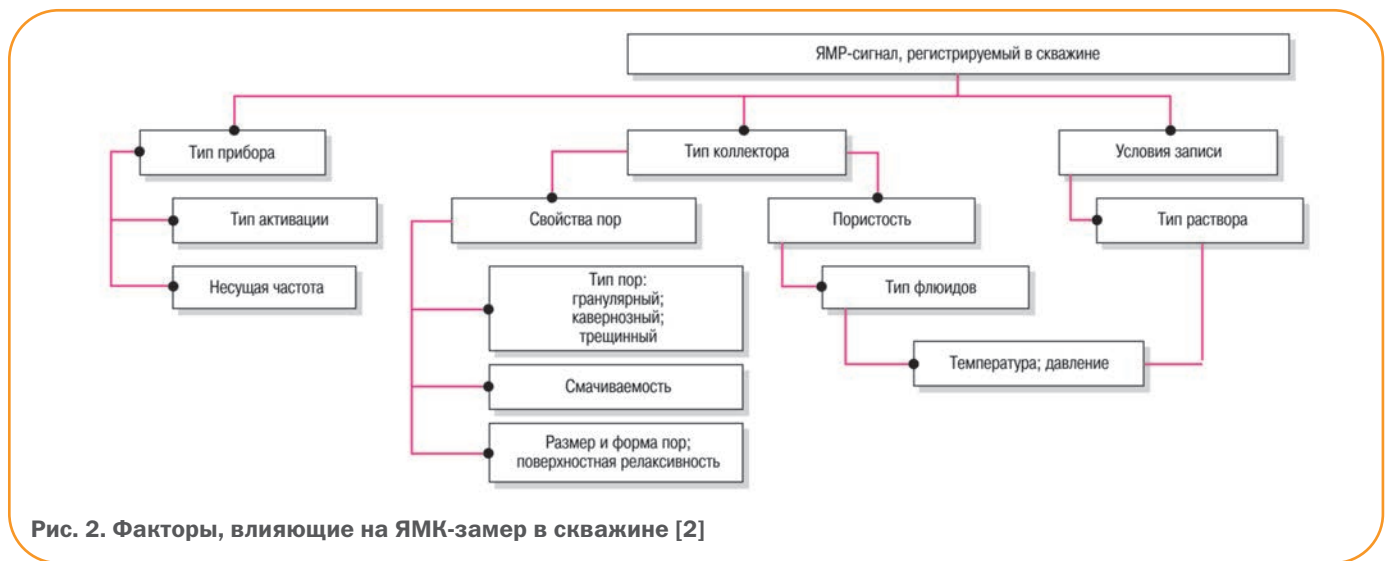 ЯМР-сигнал, регистрируемый в скважине
Тип прибора
Тип коллектора
Условия записи
Тип активации
Свойства пор
Пористость
Тип раствора
Несущая частота
Тип пор:
гранулярный;
кавернозный;
трещинный
Тип флюидов
Температура; давление
Смачиваемость
Размер и форма пор;
поверхностная релаксивность
Рис. 2. Факторы, влияющие на ЯМК-замер в скважине [2]